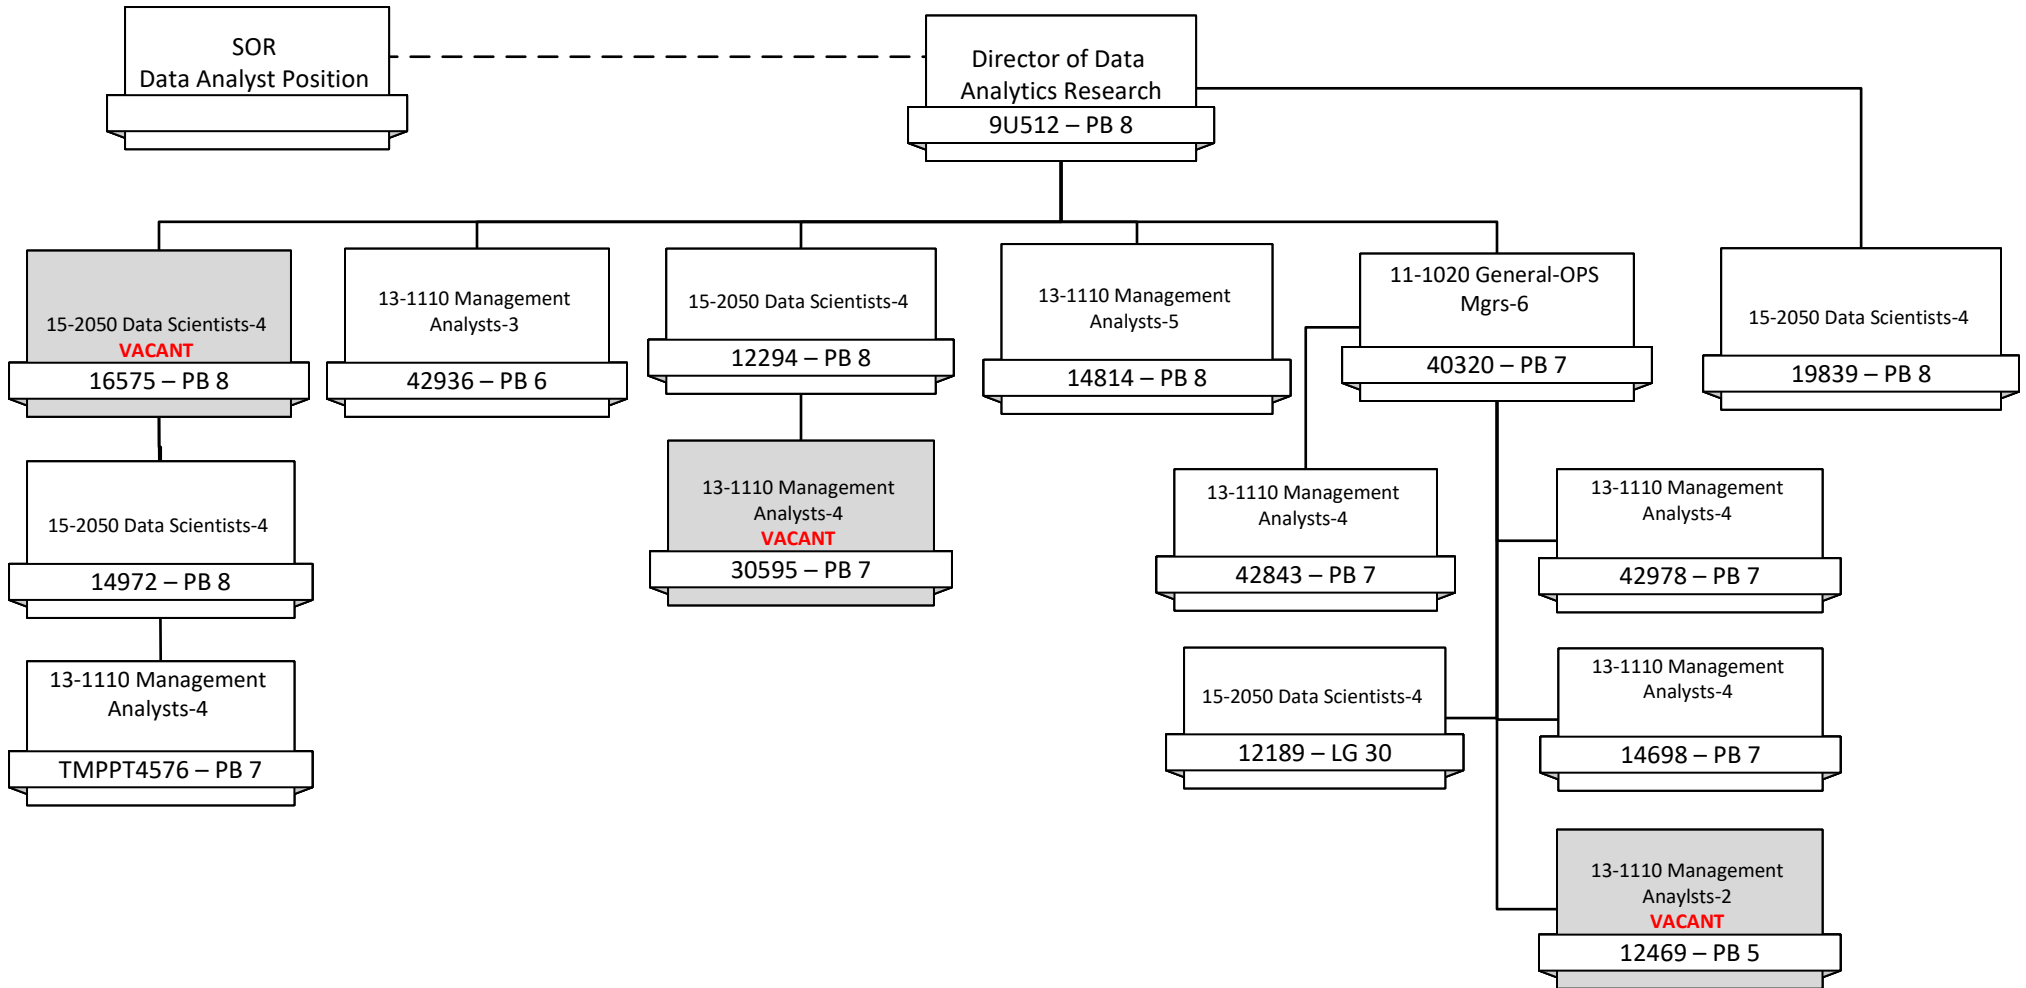 SOR
Data Analyst Position
Director of Data
Analytics Research
9U512 – PB 8
15-2050 Data Scientists-4
VACANT
16575 – PB 8
13-1110 Management
Analysts-3
42936 – PB 6
15-2050 Data Scientists-4
12294 – PB 8
13-1110 Management
Analysts-5
14814 – PB 8
11-1020 General-OPS
Mgrs-6
40320 – PB 7
15-2050 Data Scientists-4
19839 – PB 8
15-2050 Data Scientists-4
14972 – PB 8
13-1110 Management
Analysts-4
VACANT
30595 – PB 7
13-1110 Management
Analysts-4
42843 – PB 7
13-1110 Management
Analysts-4
42978 – PB 7
13-1110 Management
Analysts-4
TMPPT4576 – PB 7
15-2050 Data Scientists-4
12189 – LG 30
13-1110 Management
Analysts-4
14698 – PB 7
13-1110 Management
Anaylsts-2
VACANT
12469 – PB 5